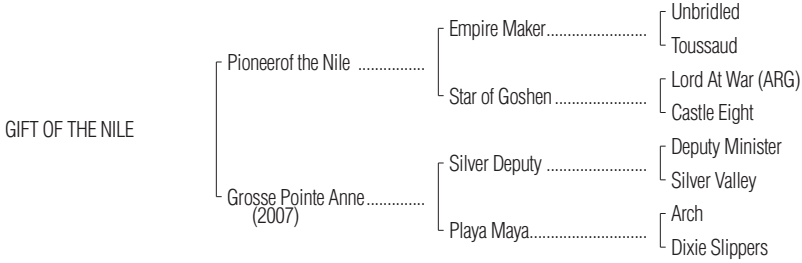 Unbridled
Empire Maker........................
Toussaud
Pioneerof the Nile ................
Lord At War (ARG)
Star of Goshen......................
Castle Eight
GIFT OF THE NILE
Deputy Minister
Silver Deputy ........................
Silver Valley
Grosse Pointe Anne..............
(2007)
Arch
Playa Maya............................
Dixie Slippers